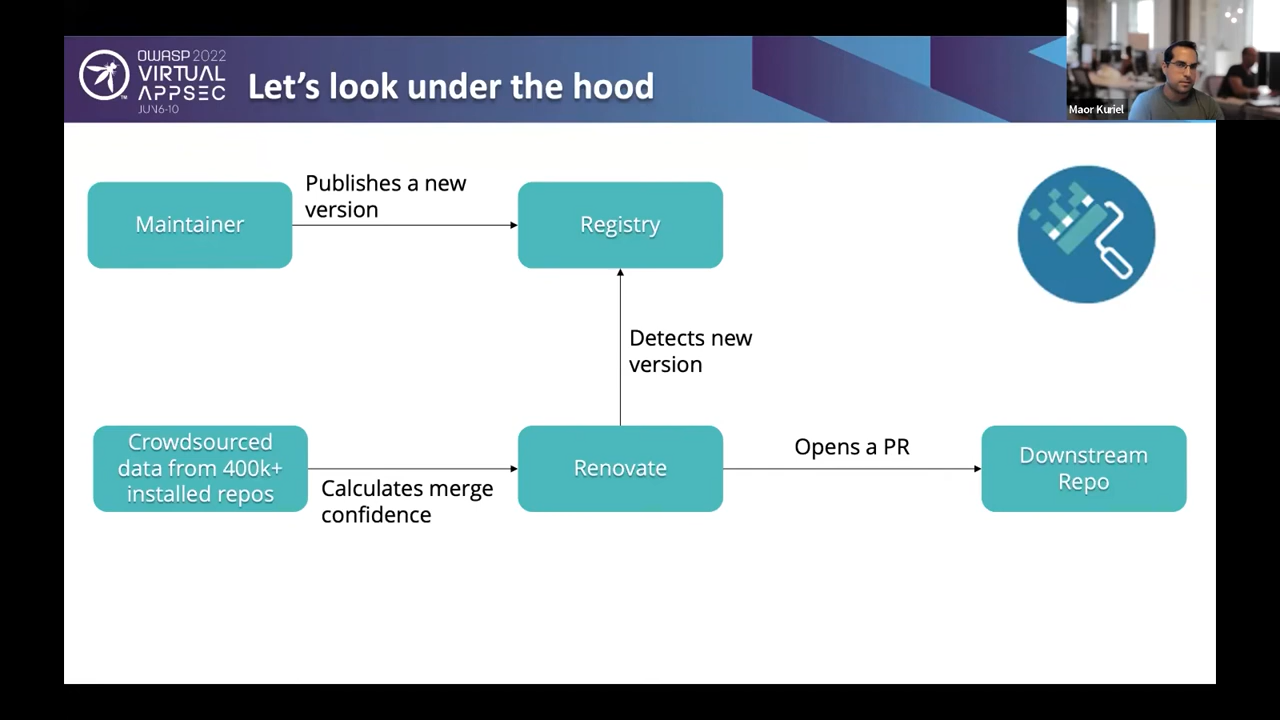 OWASP 2022
VIRTUAL
APPSEC
JUN 6-10
Let's look under the hood
Maor Kuriel
Publishes a new
version
Maintainer
Registry
Detects new
version
Crowdsourced
data from 400k+
installed repos
Calculates merge
confidence
Renovate
Opens a PR
Downstream
Repo